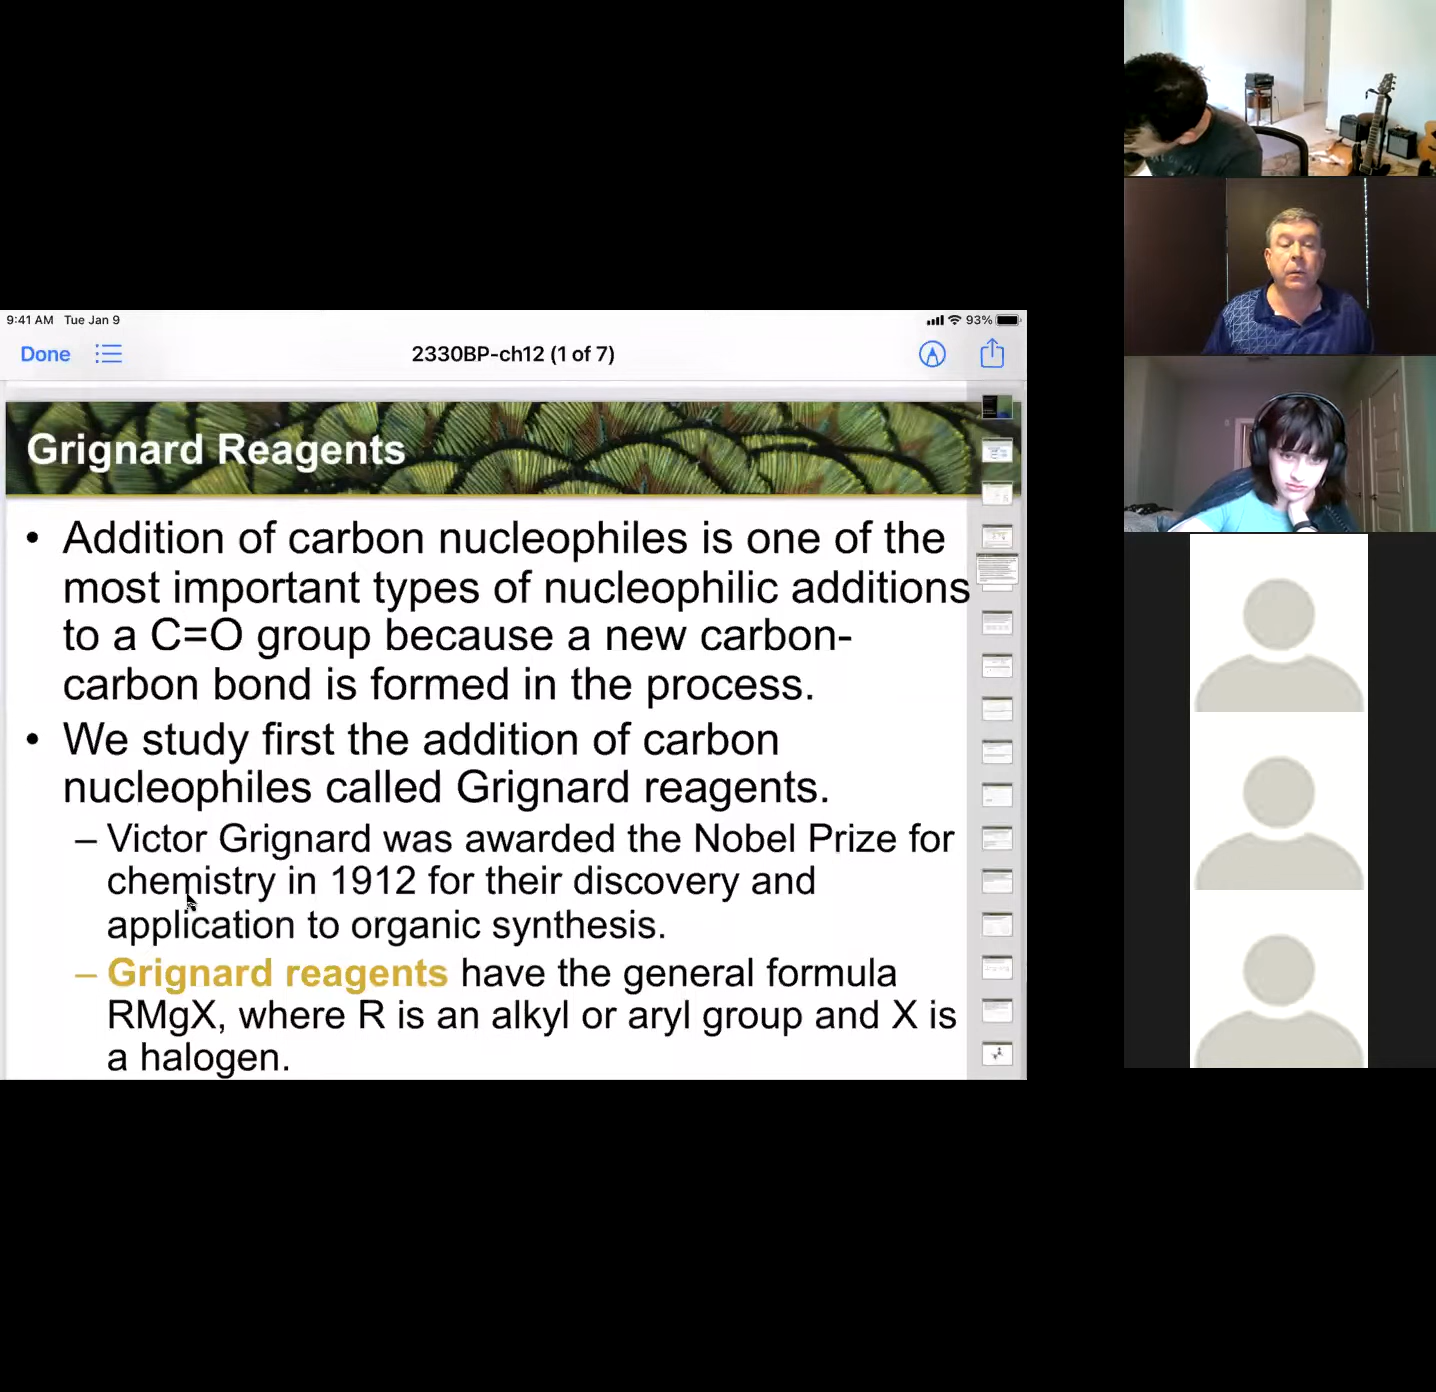 9:41 AM Tue Jan 9
93%
Done
2330BP-ch12 (1 of 7)
Grignard Reagents
• Addition of carbon nucleophiles is one of the
most important types of nucleophilic additions
to a C=O group because a new carbon-
carbon bond is formed in the process.
• We study first the addition of carbon
nucleophiles called Grignard reagents.
– Victor Grignard was awarded the Nobel Prize for
chemistry in 1912 for their discovery and
application to organic synthesis.
– Grignard reagents have the general formula
RMgX, where R is an alkyl or aryl group and X is
a halogen.